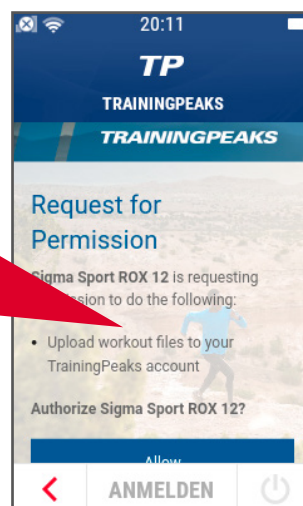 20:11
TP
TRAININGPEAKS
TRAININGPEAKS
Request for
Permission
Sigma Sport ROX 12 is requesting
to do the following:
• Upload workout files to your
TrainingPeaks account
Authorize Sigma Sport ROX 12?
Allow
ANMELDEN